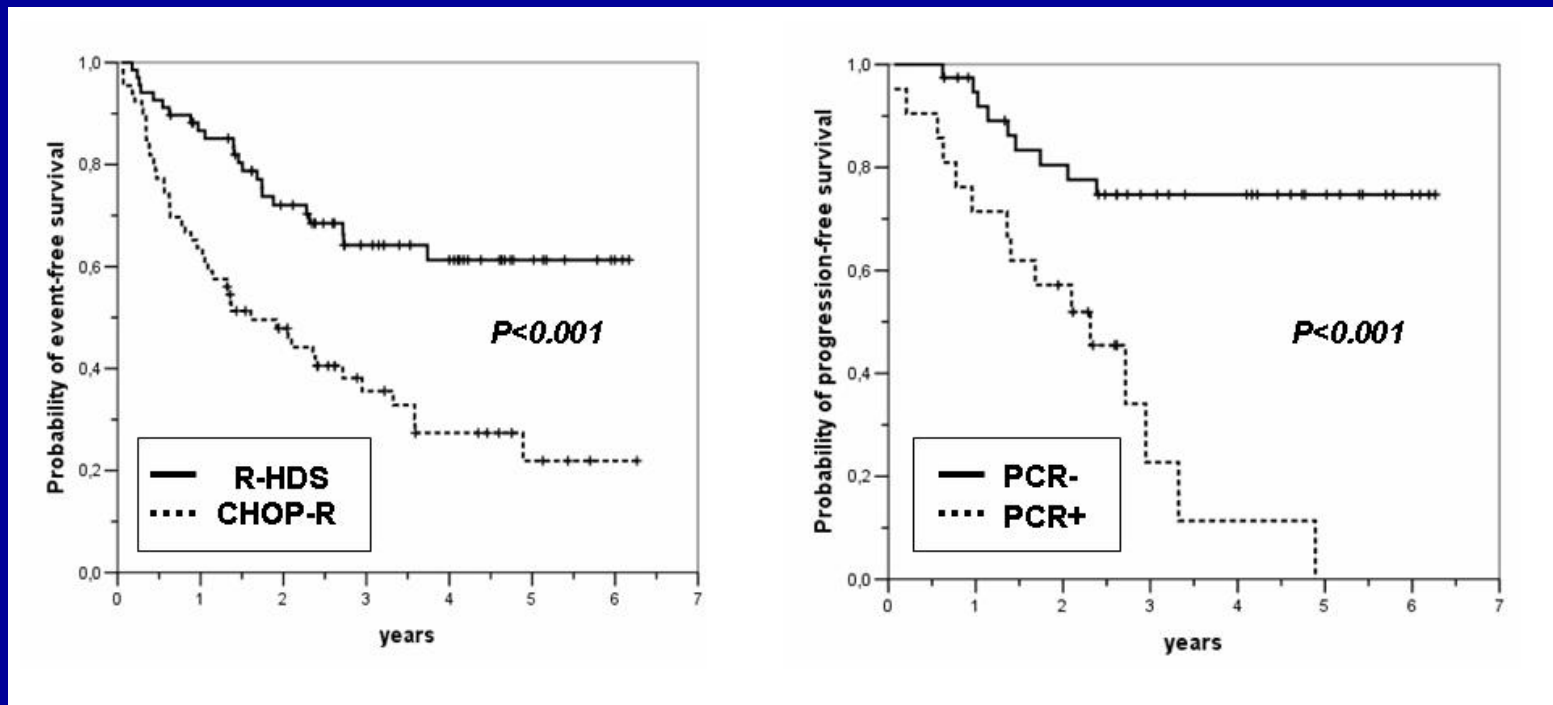 Probability of event-free survival
1,0
0,8
0,6
0,4
0,2
0,0
P<0.001
R-HDS
CHOP-R
0 1 2 3 4 5 6 7
years
Probability of progression-free survival
1,0
0,8
0,6
0,4
0,2
0,0
P<0.001
PCR-
PCR+
0 1 2 3 4 5 6 7
years